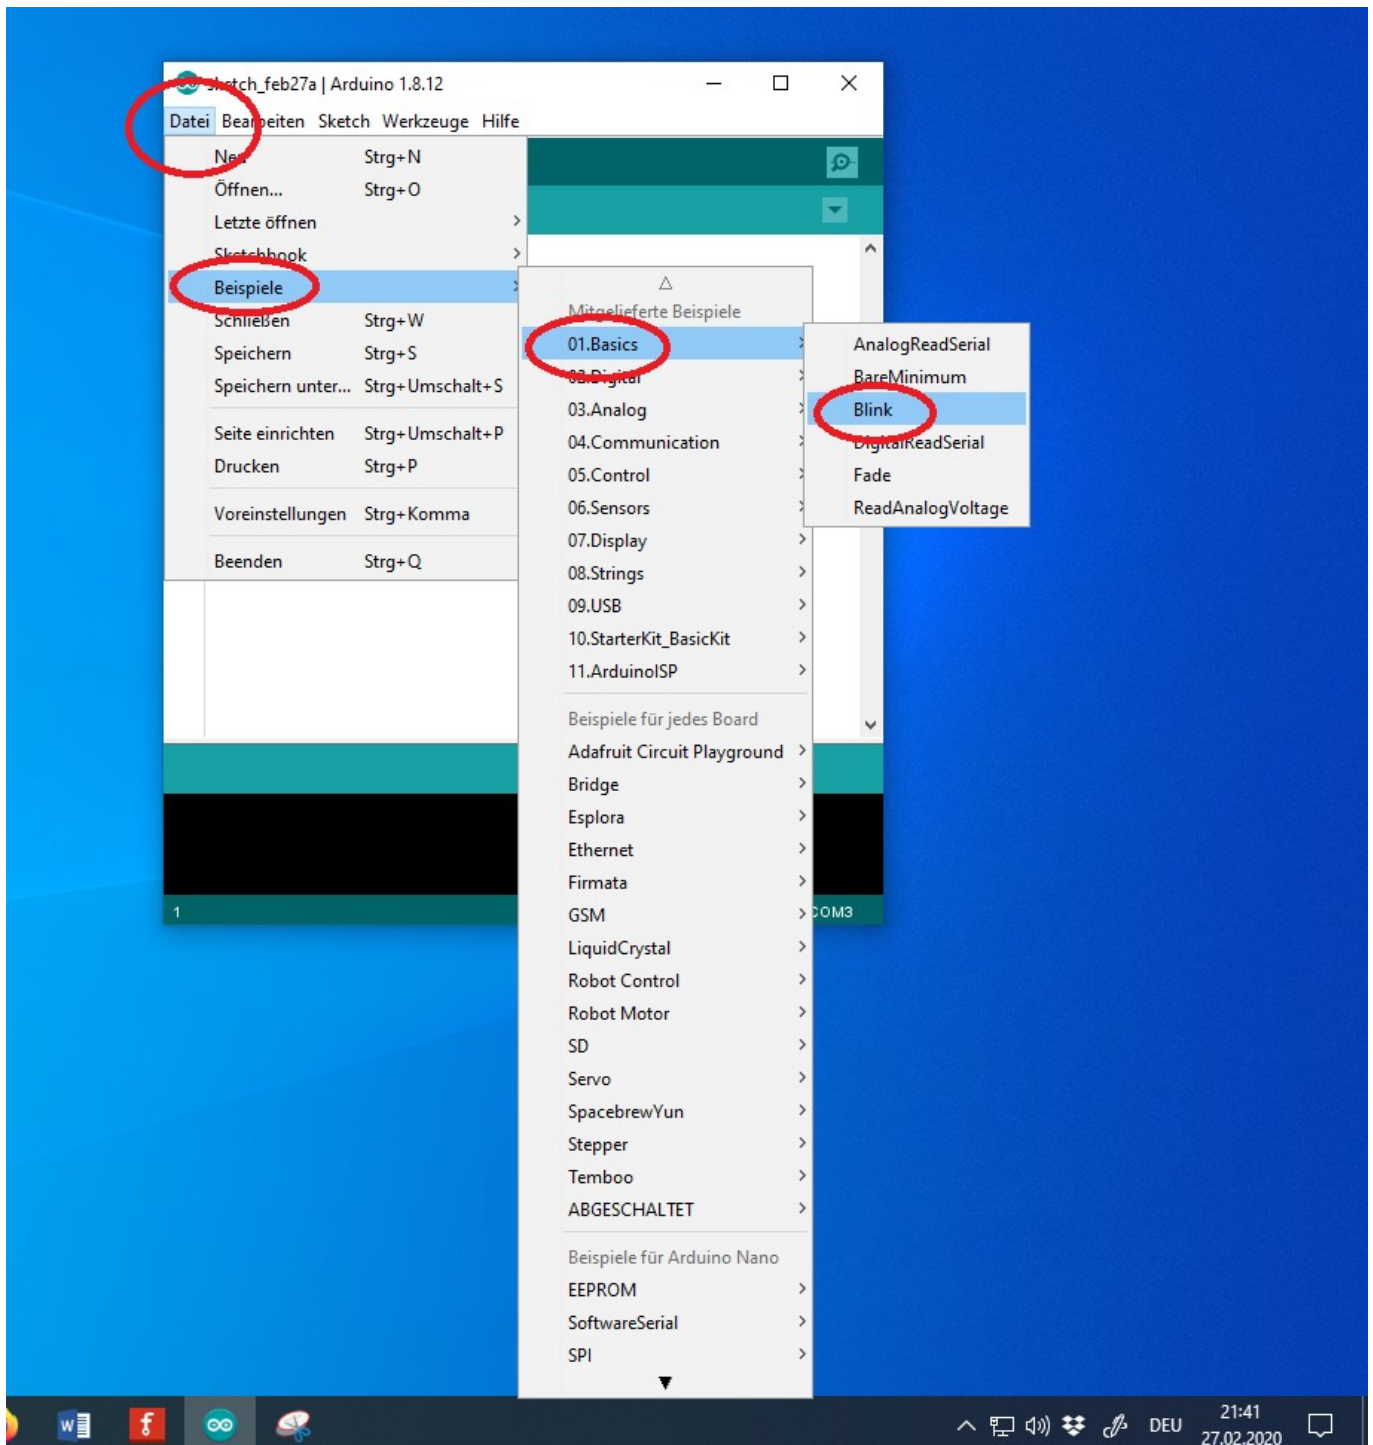 sketch_feb27a | Arduino 1.8.12
Datei Bearbeiten Sketch Werkzeuge Hilfe
Neu Strg+N
Öffnen... Strg+O
Letzte öffnen
Sketchbook
Beispiele
Schließen Strg+W
Speichern Strg+S
Speichern unter... Strg+Umschalt+S
Seite einrichten Strg+Umschalt+P
Drucken Strg+P
Voreinstellungen Strg+Komma
Beenden Strg+Q
Mitgelieferte Beispiele
01.Basics
02.Digital
03.Analog
04.Communication
05.Control
06.Sensors
07.Display
08.Strings
09.USB
10.StarterKit_BasicKit
11.ArduinoISP
Beispiele für jedes Board
Adafruit Circuit Playground
Bridge
Esplora
Ethernet
Firmata
GSM
LiquidCrystal
Robot Control
Robot Motor
SD
Servo
SpacebrewYun
Stepper
Temboo
ABGESCHALTET
Beispiele für Arduino Nano
EEPROM
SoftwareSerial
SPI
AnalogReadSerial
BareMinimum
Blink
DigitalReadSerial
Fade
ReadAnalogVoltage
1 COM3
DEU 21:41
27.02.2020